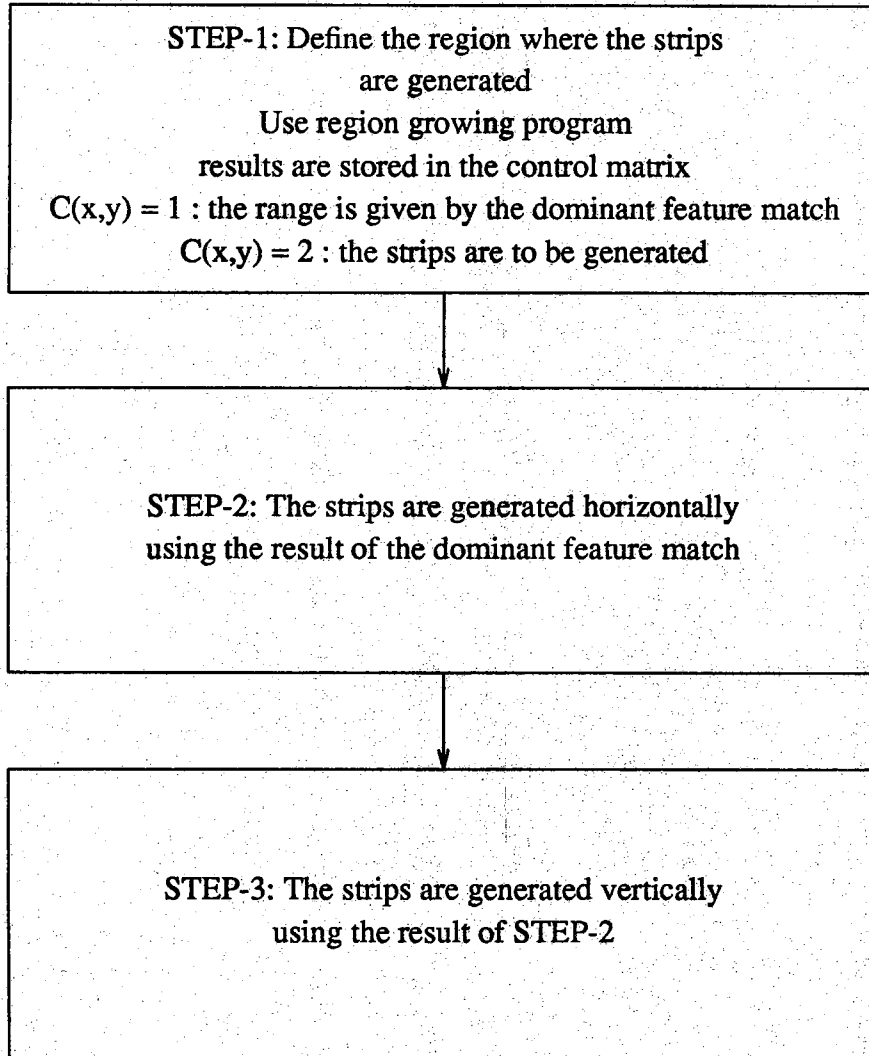 STEP-1: Define the region where the strips
are generated
Use region growing program
results are stored in the control matrix
C(x,y) = 1 : the range is given by the dominant feature match
C(x,y) = 2 : the strips are to be generated
STEP-2: The strips are generated horizontally
using the result of the dominant feature match
STEP-3: The strips are generated vertically
using the result of STEP-2